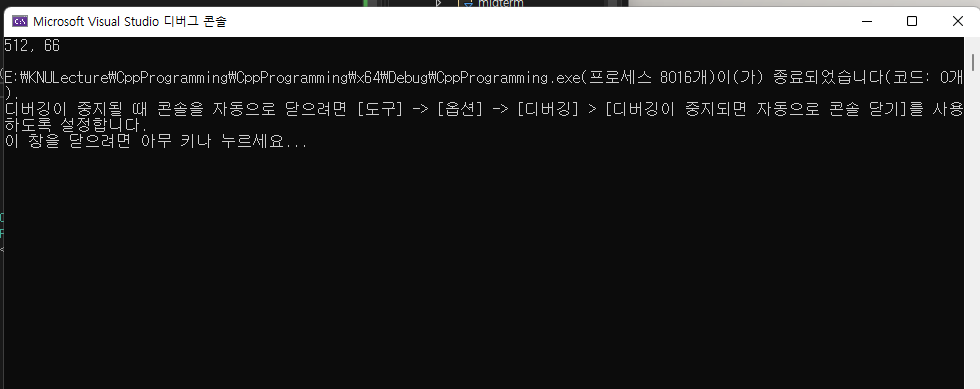 midterm
Microsoft Visual Studio 디버그 콘솔
512, 66
E:₩KNULecture₩CppProgramming₩CppProgramming₩x64₩Debug₩CppProgramming.exe(프로세스 8016개)이(가) 종료되었습니다(코드: 0개
).
디버깅이 중지될 때 콘솔을 자동으로 닫으려면 [도구] -> [옵션] -> [디버깅] > [디버깅이 중지되면 자동으로 콘솔 닫기]를 사용
하도록 설정합니다.
이 창을 닫으려면 아무 키나 누르세요...